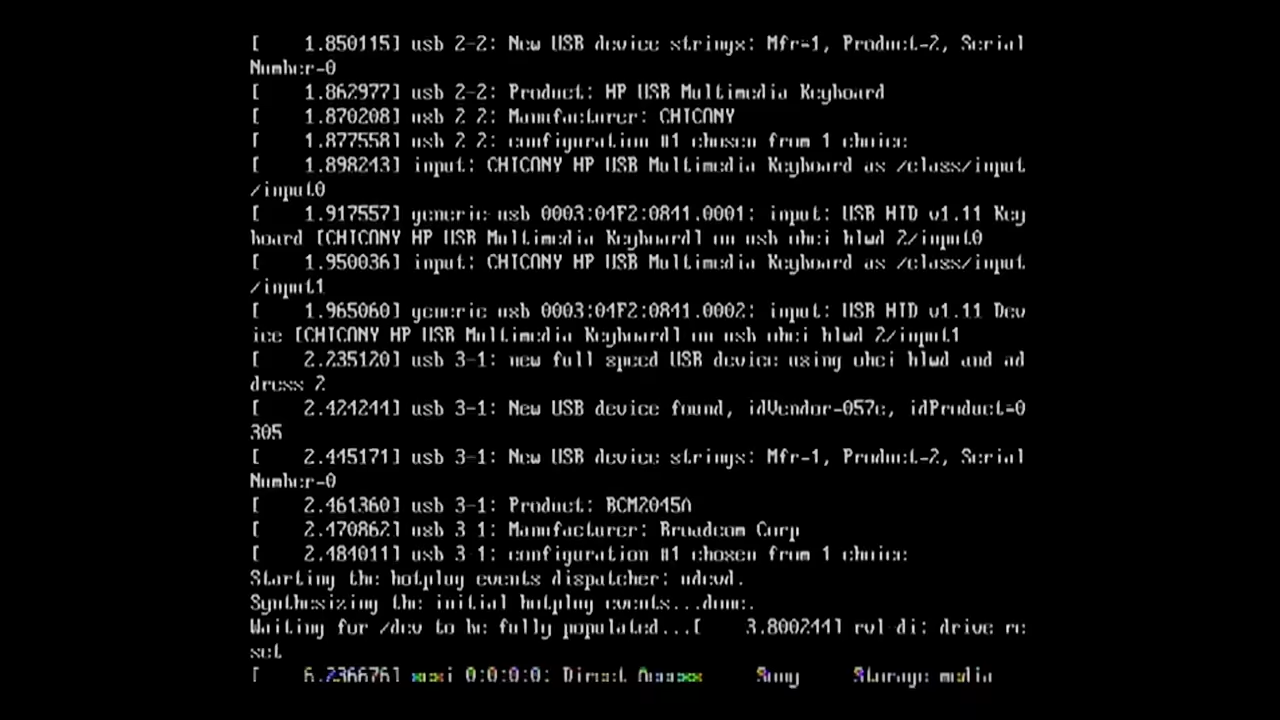 [    1.850115] usb 2-2: New USB device strings: Mfr=1, Product=2, Serial
Number=0
[    1.862977] usb 2-2: Product: HP USB Multimedia Keyboard
[    1.870208] usb 2-2: Manufacturer: CHICONY
[    1.877558] usb 2-2: configuration #1 chosen from 1 choice
[    1.898243] input: CHICONY HP USB Multimedia Keyboard as /class/input
/input0
[    1.917557] generic-usb 0003:04F2:0841.0001: input: USB HID v1.11 Key
board [CHICONY HP USB Multimedia Keyboard] on usb-ohci-hlwd-2/input0
[    1.950036] input: CHICONY HP USB Multimedia Keyboard as /class/input
/input1
[    1.965060] generic-usb 0003:04F2:0841.0002: input: USB HID v1.11 Dev
ice [CHICONY HP USB Multimedia Keyboard] on usb-ohci-hlwd-2/input1
[    2.235120] usb 3-1: new full speed USB device using ohci-hlwd and ad
dress 2
[    2.424244] usb 3-1: New USB device found, idVendor=057e, idProduct=0
305
[    2.445171] usb 3-1: New USB device strings: Mfr=1, Product=2, Serial
Number=0
[    2.461360] usb 3-1: Product: BCM2045A
[    2.470862] usb 3-1: Manufacturer: Broadcom Corp
[    2.484011] usb 3-1: configuration #1 chosen from 1 choice
Starting the hotplug events dispatcher: udevd.
Synthesizing the initial hotplug events...done.
Waiting for /dev to be fully populated...[    3.800244] rvl-di: drive re
set
[    6.236676] scsi 0:0:0:0: Direct-Access     Sony     Storage media